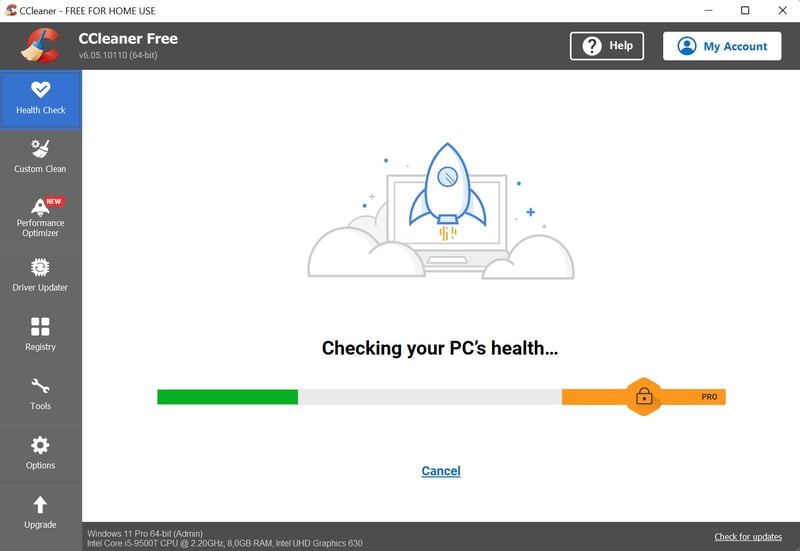 CCleaner - FREE FOR HOME USE
CCleaner Free
v6.05.10110 (64-bit)
Help
My Account
Health Check
Custom Clean
NEW
Performance
Optimizer
Driver Updater
Registry
Tools
Options
Upgrade
Checking your PC's health...
PRO
Cancel
Windows 11 Pro 64-bit (Admin)
Intel Core i5-9500T CPU @ 2.20GHz, 8,0GB RAM, Intel UHD Graphics 630
Check for updates